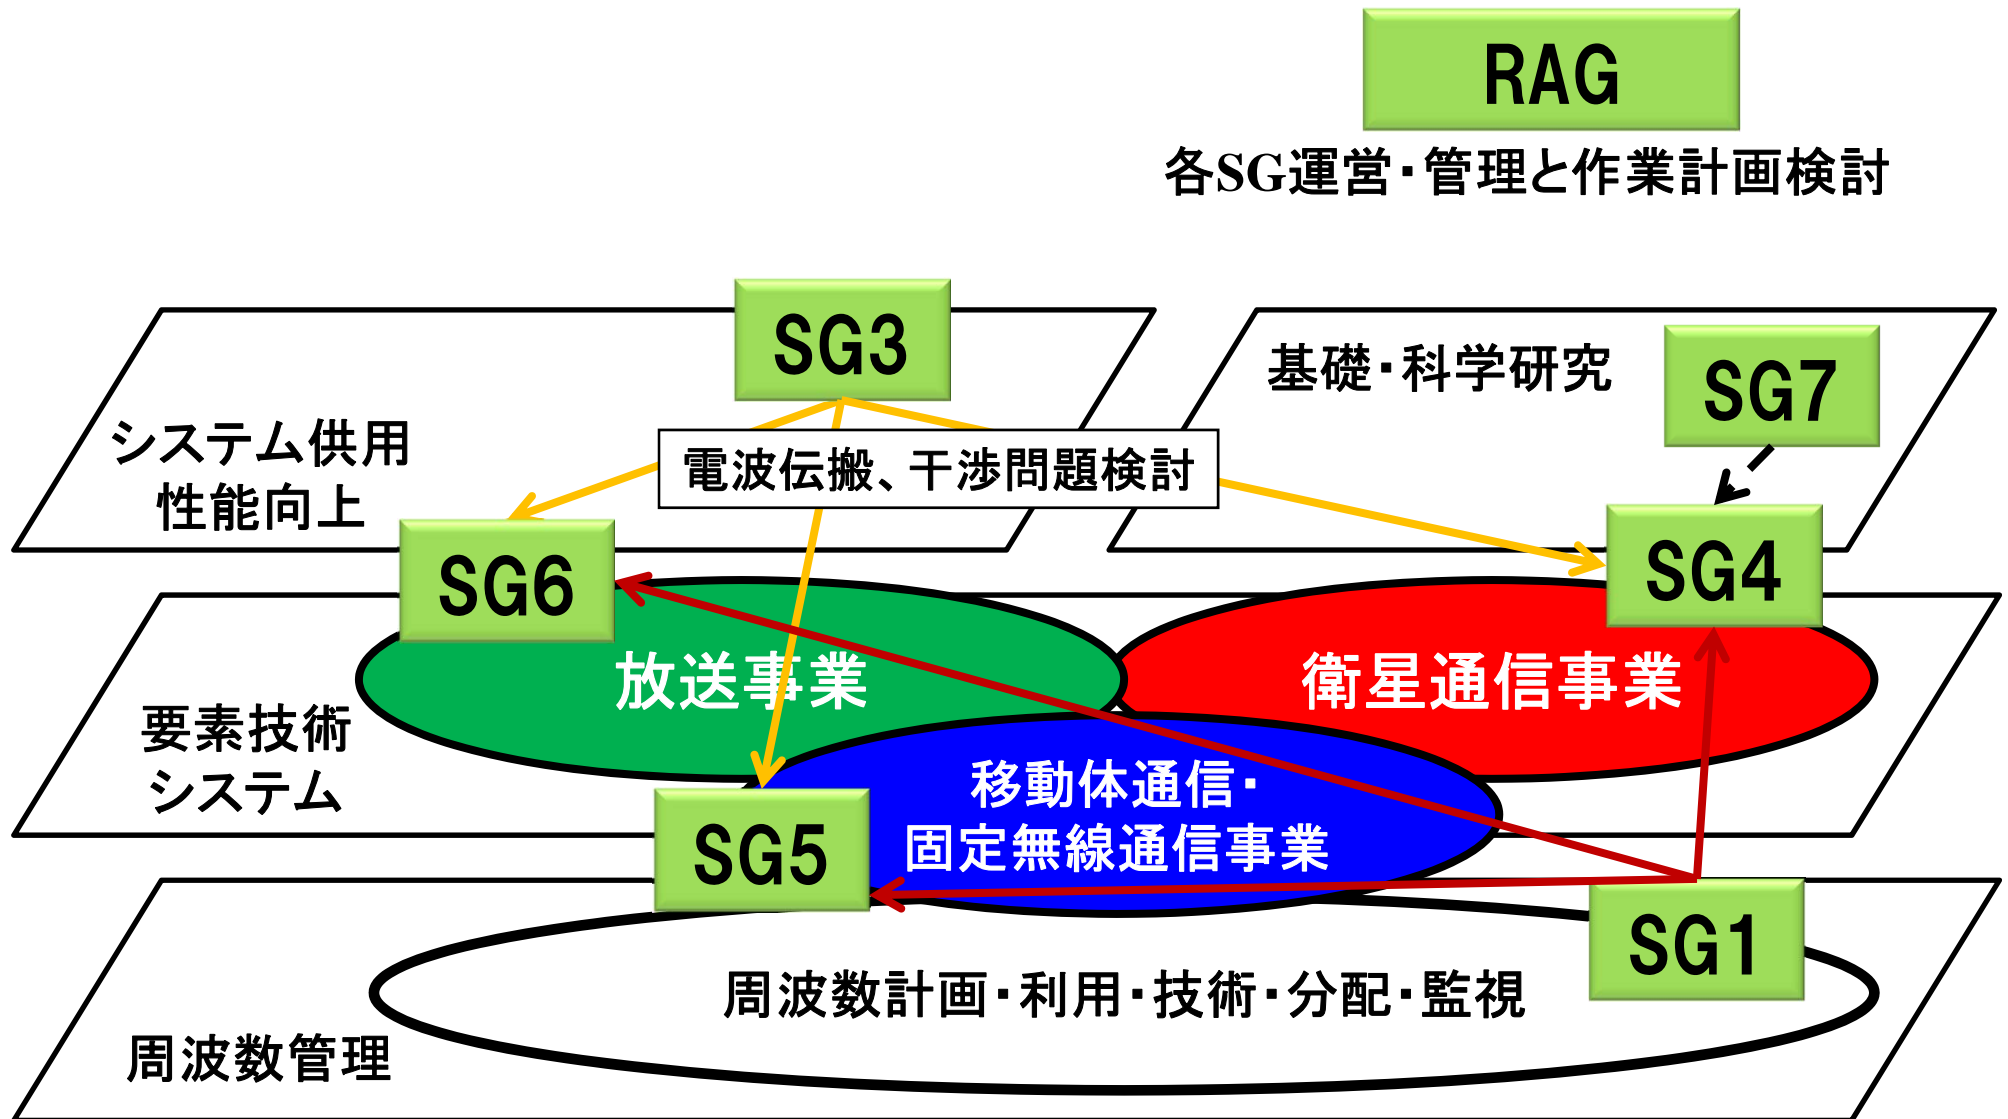 RAG
各SG運営・管理と作業計画検討
SG3
基礎・科学研究
SG7
システム供用
性能向上
電波伝搬、干渉問題検討
SG6
SG4
放送事業
衛星通信事業
要素技術
システム
移動体通信・
固定無線通信事業
SG5
SG1
周波数計画・利用・技術・分配・監視
周波数管理